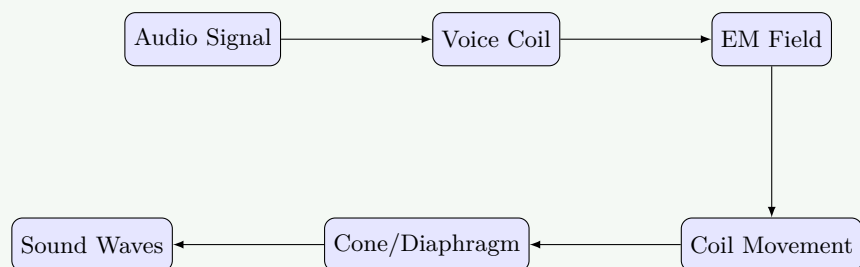 Audio Signal
Voice Coil
EM Field
Sound Waves
Cone/Diaphragm
Coil Movement